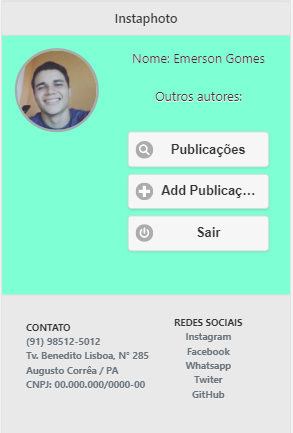 Instaphoto
Nome: Emerson Gomes
Outros autores:
Publicações
Add Publicaç...
Sair
CONTATO
(91) 98512-5012
Tv. Benedito Lisboa, N° 285
Augusto Corrêa / PA
CNPJ: 00.000.000/0000-00
REDES SOCIAIS
Instagram
Facebook
Whatsapp
Twiter
GitHub